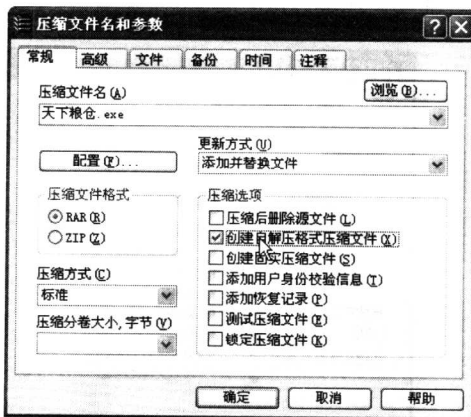 压缩文件名和参数
常规 高级 文件 备份 时间 注释
压缩文件名(A)
浏览(B)...
天下粮仓.exe
更新方式(U)
配置(F)...
添加并替换文件
压缩文件格式
压缩选项
RAR(R)
压缩后删除源文件(L)
ZIP(Z)
创建自解压格式压缩文件(X)
创建固实压缩文件(S)
压缩方式(C)
添加用户身份校验信息(I)
标准
添加恢复记录(P)
压缩分卷大小,字节(V)
测试压缩文件(E)
锁定压缩文件(K)
确定 取消 帮助